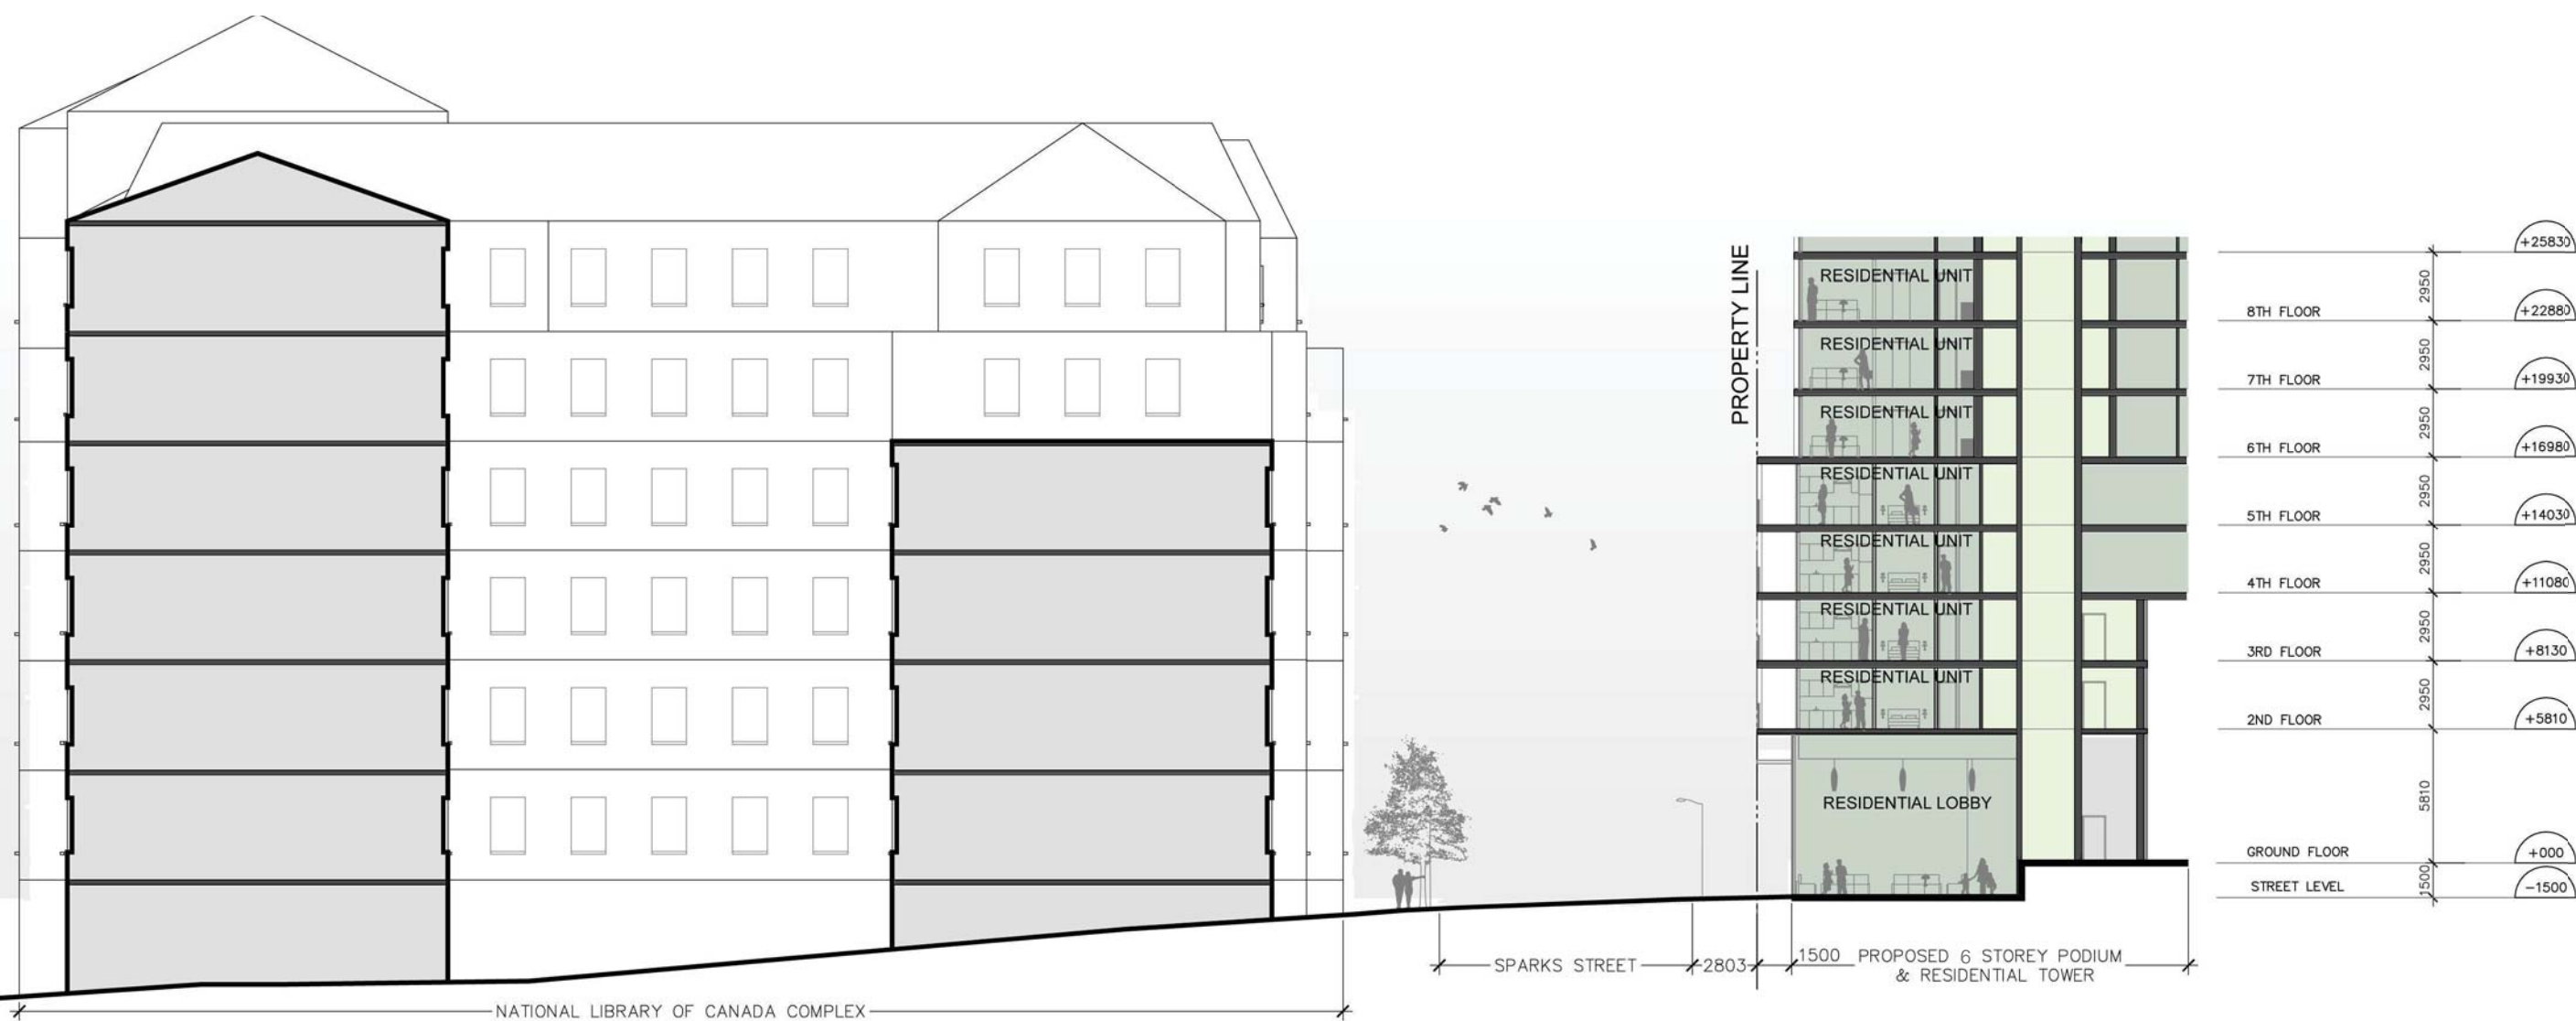 PROPERTY LINE
RESIDENTIAL UNIT
RESIDENTIAL UNIT
RESIDENTIAL UNIT
RESIDENTIAL UNIT
RESIDENTIAL UNIT
RESIDENTIAL UNIT
RESIDENTIAL UNIT
RESIDENTIAL LOBBY
+25830
2950
8TH FLOOR +22880
2950
7TH FLOOR +19930
2950
6TH FLOOR +16980
2950
5TH FLOOR +14030
2950
4TH FLOOR +11080
2950
3RD FLOOR +8130
2950
2ND FLOOR +5810
5810
GROUND FLOOR +000
1500
STREET LEVEL -1500
SPARKS STREET 2803 1500 PROPOSED 6 STOREY PODIUM
& RESIDENTIAL TOWER
NATIONAL LIBRARY OF CANADA COMPLEX